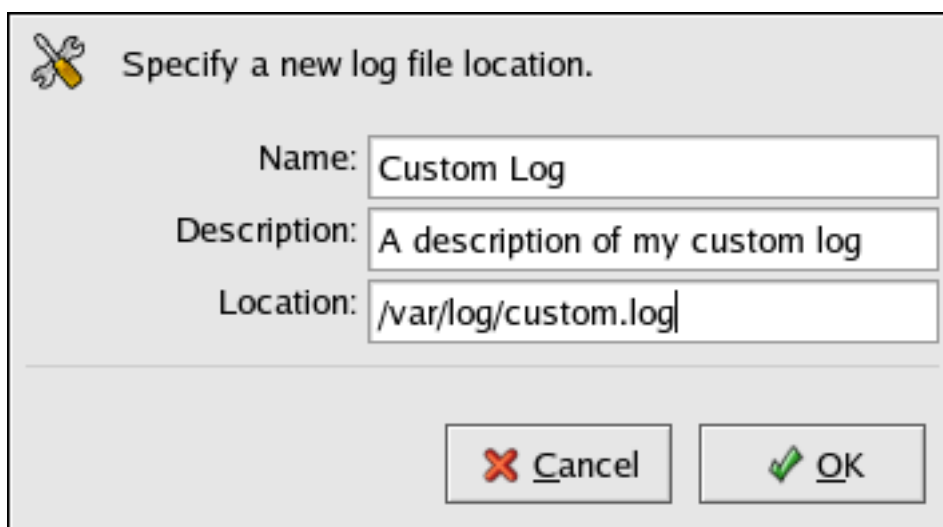 Specify a new log file location.
Name: Custom Log
Description: A description of my custom log
Location: /var/log/custom.log
Cancel OK